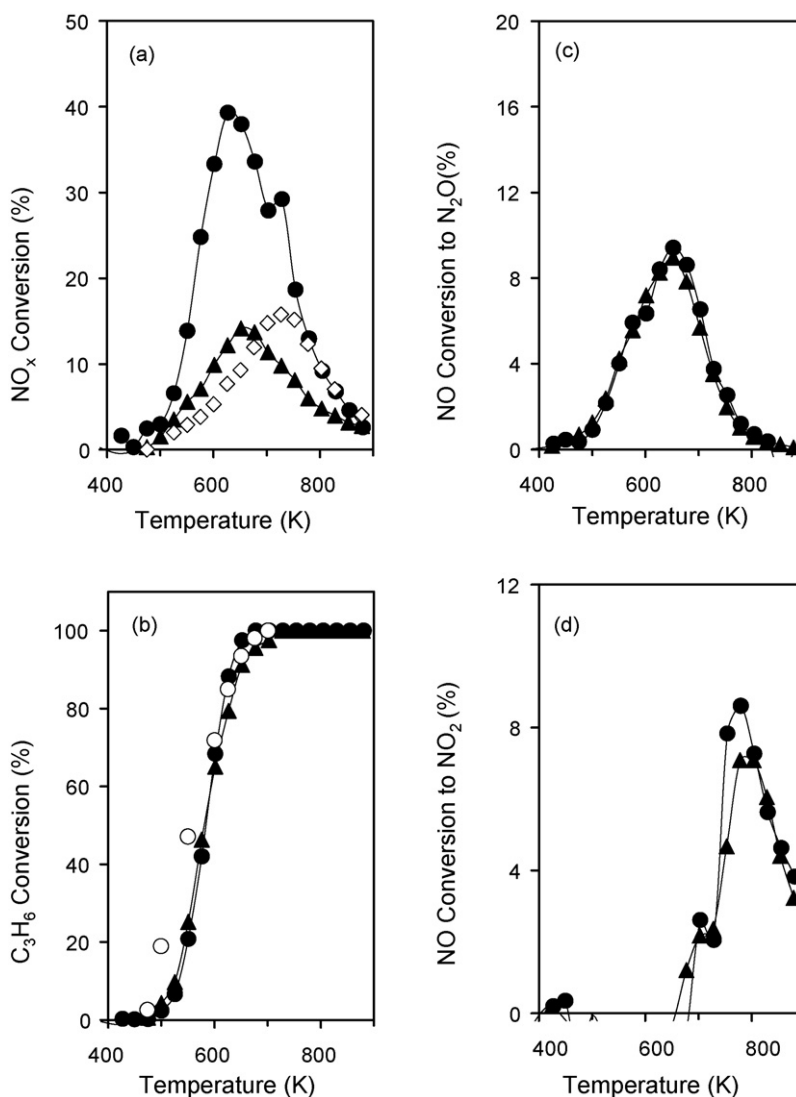 (a)
50
40
30
20
10
0
400 600 800
NOx Conversion (%)
Temperature (K)
(c)
20
16
12
8
4
0
400 600 800
NO Conversion to N2O(%)
Temperature (K)
(b)
100
80
60
40
20
0
400 600 800
C3H6 Conversion (%)
Temperature (K)
(d)
12
8
4
0
400 600 800
NO Conversion to NO2 (%)
Temperature (K)